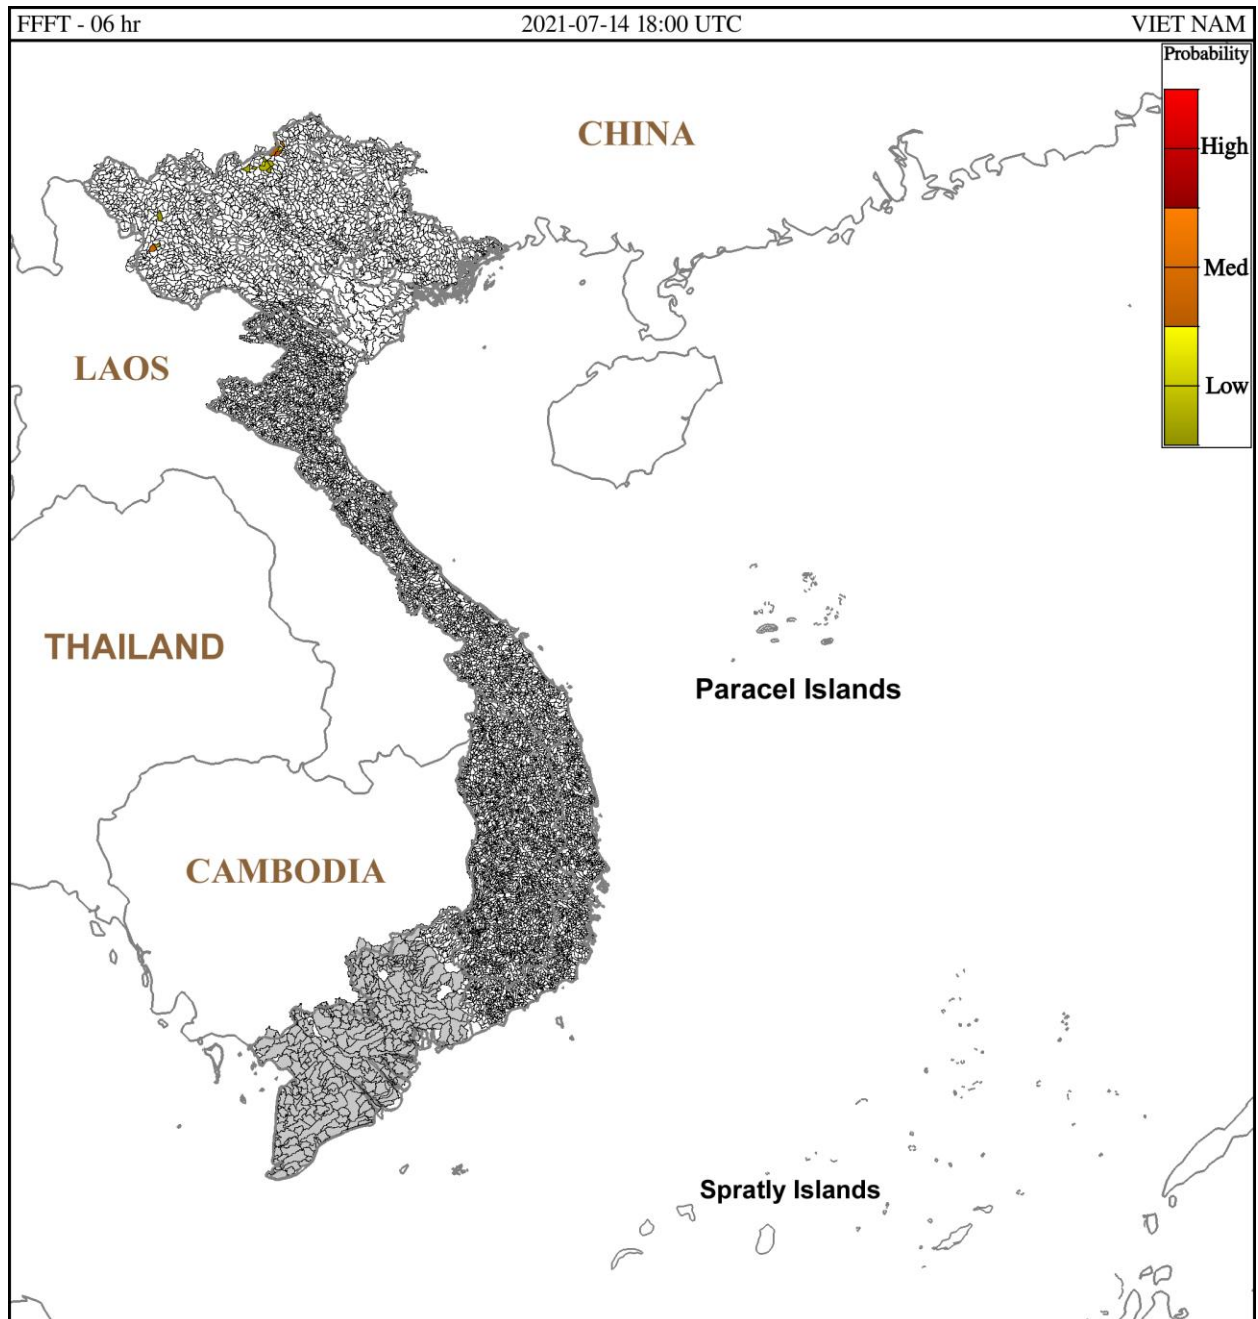 FFFT - 06 hr 2021-07-14 18:00 UTC VIET NAM
Probability
CHINA
High
Med
LAOS
Low
THAILAND
Paracel Islands
CAMBODIA
Spratly Islands